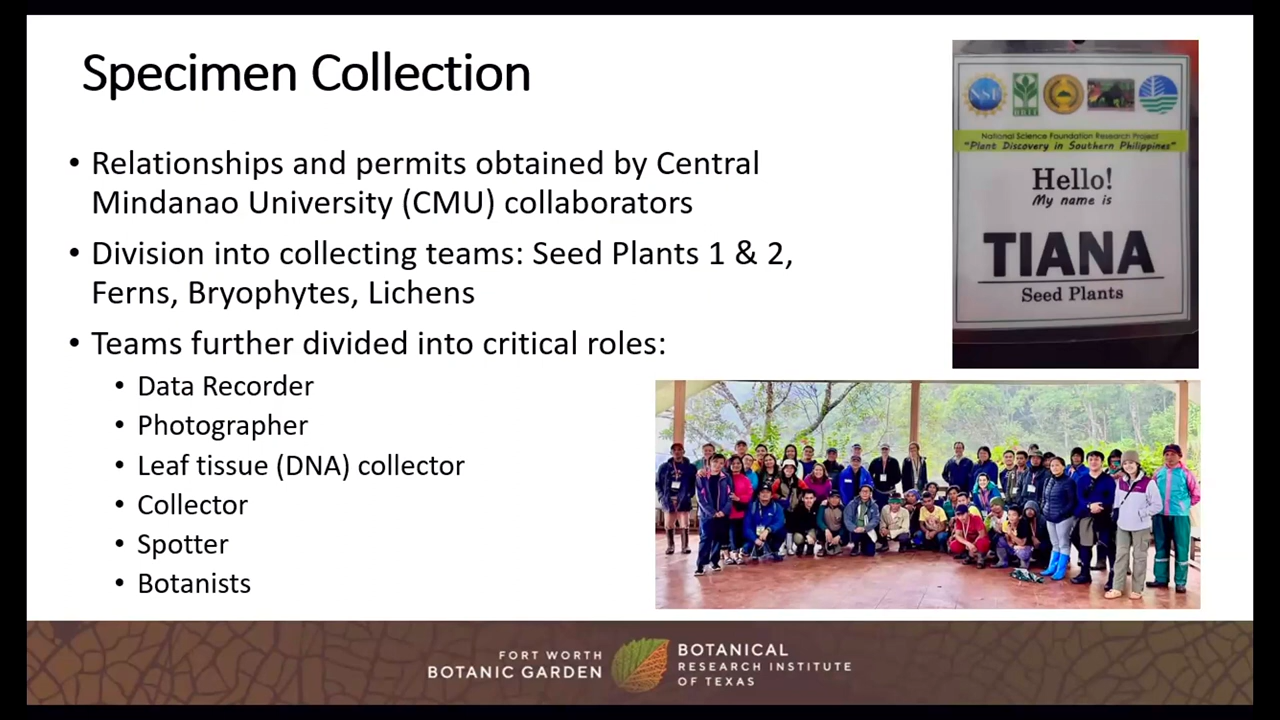 Specimen Collection
• Relationships and permits obtained by Central
Mindanao University (CMU) collaborators
• Division into collecting teams: Seed Plants 1 & 2,
Ferns, Bryophytes, Lichens
• Teams further divided into critical roles:
• Data Recorder
• Photographer
• Leaf tissue (DNA) collector
• Collector
• Spotter
• Botanists
NSF
BRIT
National Science Foundation Research Project
"Plant Discovery in Southern Philippines"
Hello!
My name is
TIANA
Seed Plants
FORT WORTH
BOTANIC GARDEN
BOTANICAL
RESEARCH INSTITUTE
OF TEXAS